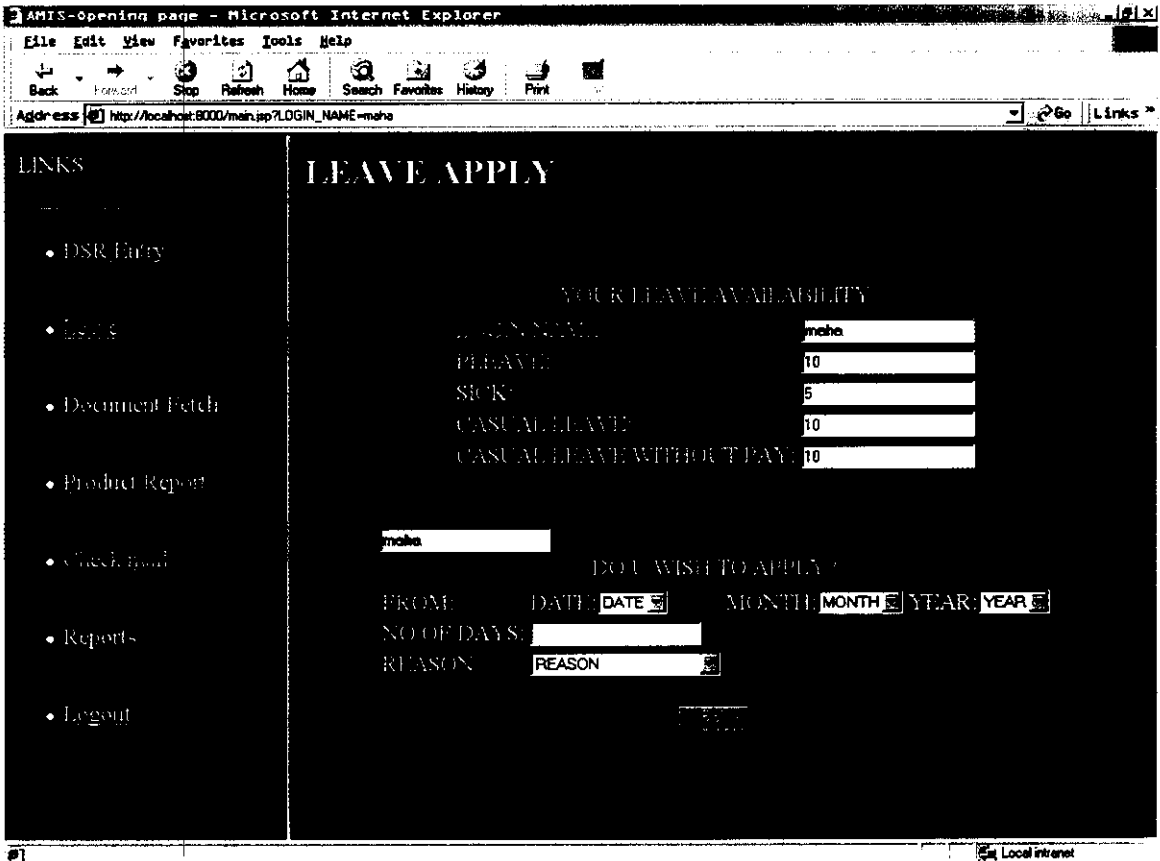 AMIS-Opening page - Microsoft Internet Explorer
File Edit View Favorites Tools Help
Back Forward Stop Refresh Home Search Favorites History Print
Address http://localhost:8000/main.jsp?LOGIN_NAME=maha Go Links »
LINKS
• DSR Entry
• Leave
• Document Fetch
• Product Report
• Check mail
• Reports
• Logout
LEAVE APPLY
YOUR LEAVE AVAILABILITY
maha
PLEAVE: 10
SICK: 5
CASUAL LEAVE: 10
CASUAL LEAVE WITHOUT PAY: 10
maha
DO U WISH TO APPLY ?
FROM: DATE: DATE MONTH: MONTH YEAR: YEAR
NO OF DAYS:
REASON REASON
Local intranet